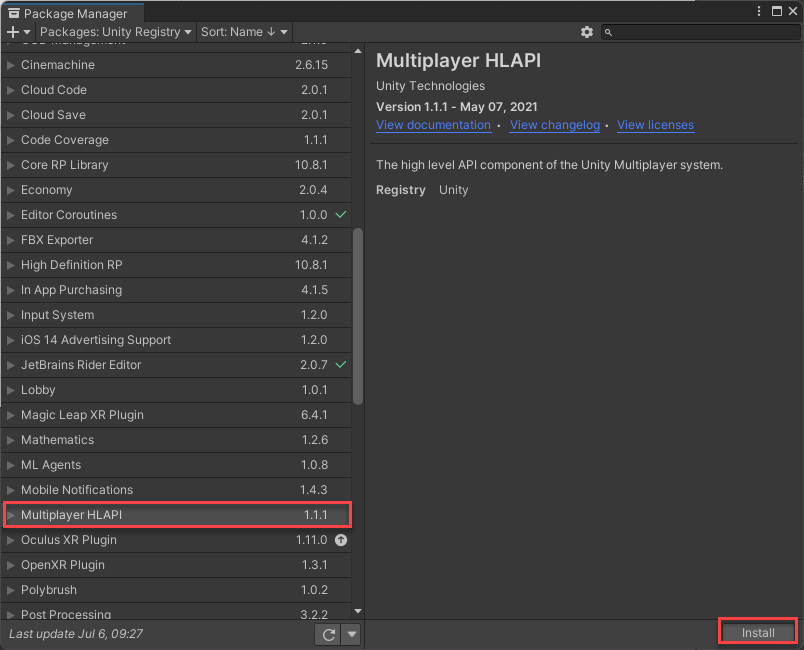 Package Manager
Packages: Unity Registry
Sort: Name ↓
Cinemachine 2.6.15
Cloud Code 2.0.1
Cloud Save 2.0.1
Code Coverage 1.1.1
Core RP Library 10.8.1
Economy 2.0.4
Editor Coroutines 1.0.0
FBX Exporter 4.1.2
High Definition RP 10.8.1
In App Purchasing 4.1.5
Input System 1.2.0
iOS 14 Advertising Support 1.2.0
JetBrains Rider Editor 2.0.7
Lobby 1.0.1
Magic Leap XR Plugin 6.4.1
Mathematics 1.2.6
ML Agents 1.0.8
Mobile Notifications 1.4.3
Multiplayer HLAPI 1.1.1
Oculus XR Plugin 1.11.0
OpenXR Plugin 1.3.1
Polybrush 1.0.2
Post Processing 3.2.2
Last update Jul 6, 09:27
Multiplayer HLAPI
Unity Technologies
Version 1.1.1 - May 07, 2021
View documentation • View changelog • View licenses
The high level API component of the Unity Multiplayer system.
Registry Unity
Install